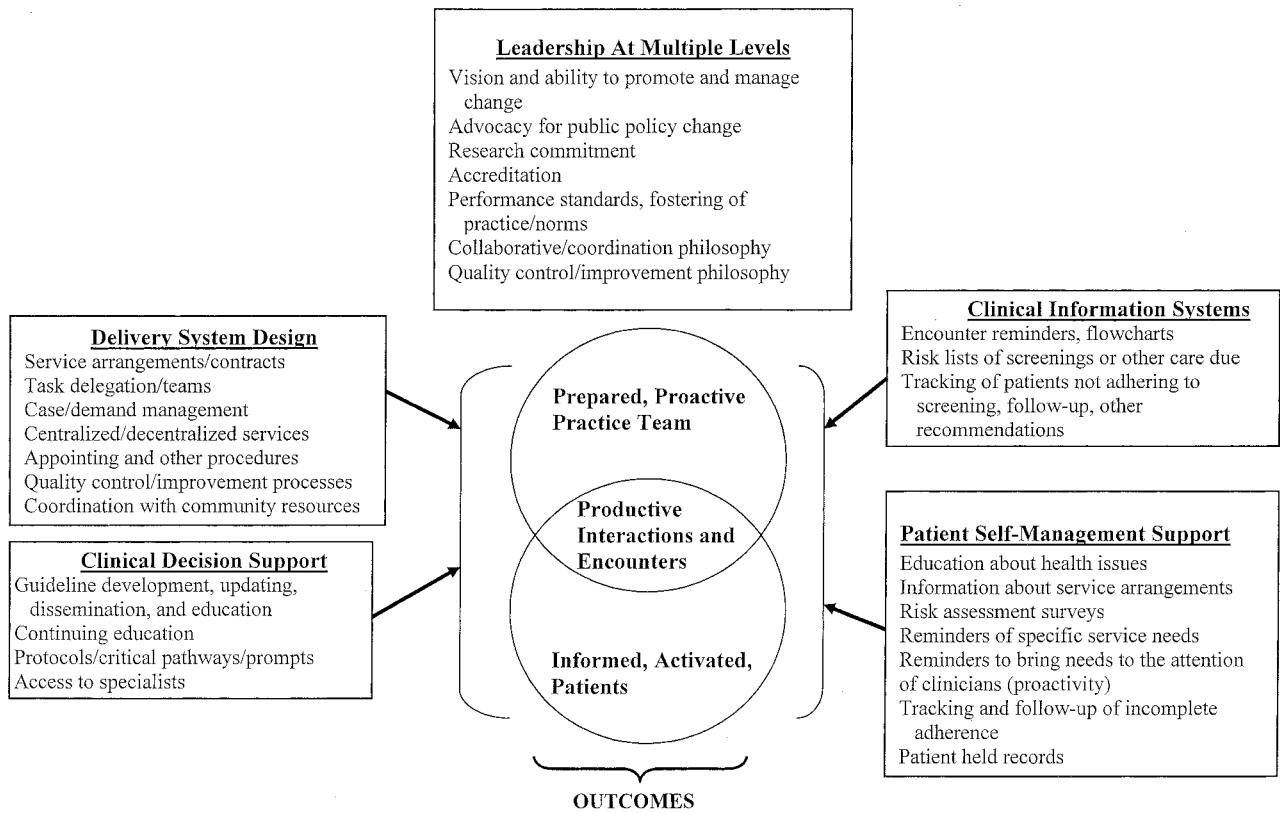 Leadership At Multiple Levels
Vision and ability to promote and manage
change
Advocacy for public policy change
Research commitment
Accreditation
Performance standards, fostering of
practice/norms
Collaborative/coordination philosophy
Quality control/improvement philosophy
Delivery System Design
Service arrangements/contracts
Task delegation/teams
Case/demand management
Centralized/decentralized services
Appointing and other procedures
Quality control/improvement processes
Coordination with community resources
Clinical Decision Support
Guideline development, updating,
dissemination, and education
Continuing education
Protocols/critical pathways/prompts
Access to specialists
Prepared, Proactive
Practice Team
Productive
Interactions and
Encounters
Informed, Activated,
Patients
OUTCOMES
Clinical Information Systems
Encounter reminders, flowcharts
Risk lists of screenings or other care due
Tracking of patients not adhering to
screening, follow-up, other
recommendations
Patient Self-Management Support
Education about health issues
Information about service arrangements
Risk assessment surveys
Reminders of specific service needs
Reminders to bring needs to the attention
of clinicians (proactivity)
Tracking and follow-up of incomplete
adherence
Patient held records